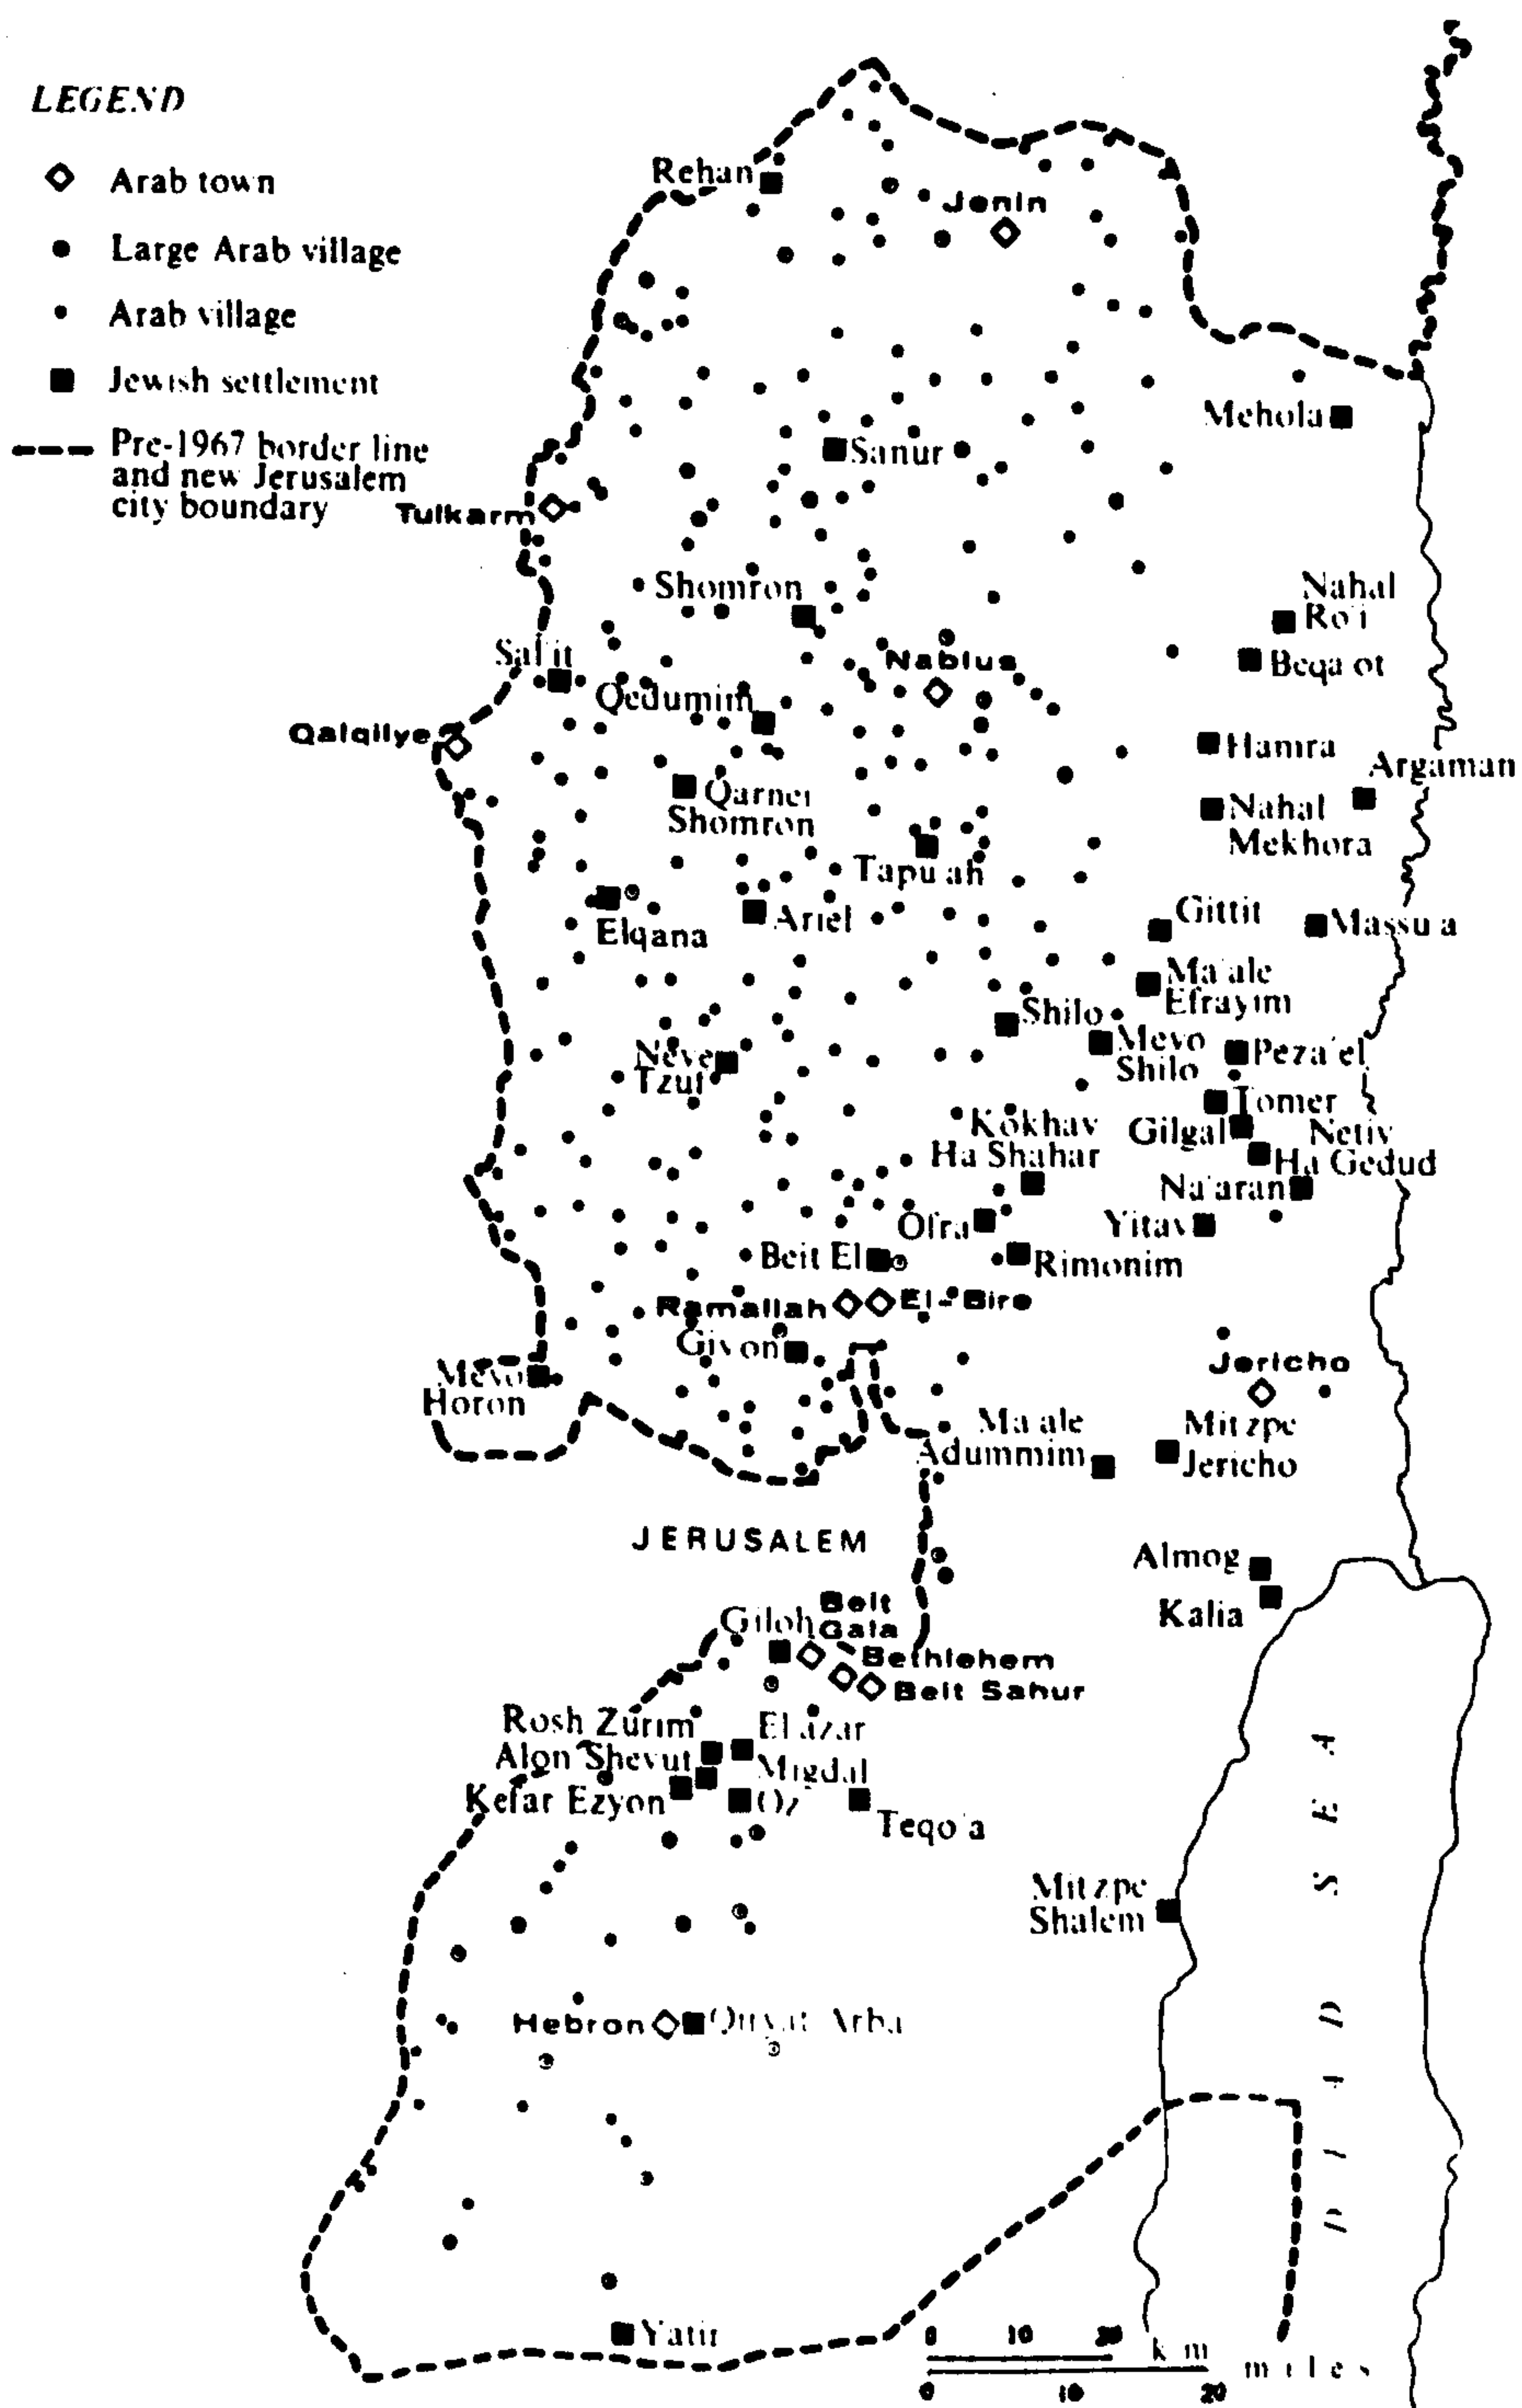 LEGEND
Arab town
Large Arab village
Arab village
Jewish settlement
Pre-1967 border line
and new Jerusalem
city boundary
Rehan
Jenin
Mehola
Sanur
Tulkarm
Shomron
Nahal
Ro'i
Sal'it
Nablus
Beqa'ot
Qedumim
Qalqilye
Hamra
Argaman
Qarnei
Shomron
Nahal
Mekhora
Tapu'ah
Elqana
Ariel
Gittit
Massu'a
Ma'ale
Efrayim
Shilo
Mevo
Shilo
Peza'el
Neve
Tzuf
Tomer
Kokhav
Ha Shahar
Gilgal
Netiv
Ha Gedud
Na'aran
Ofra
Yitav
Beit El
Rimonim
Ramallah
El-Bire
Givon
Jericho
Mevo
Horon
Ma'ale
Adummim
Mitzpe
Jericho
JERUSALEM
Almog
Kalia
Giloh
Beit
Gala
Bethlehem
Beit Sahur
Rosh Zurim
El'azar
Alon Shevut
Migdal
Oz
Kefar Ezyon
Teqo'a
Mitzpe
Shalem
DEAD SEA
Hebron
Qiryat Arba
Yatir
0 10 20
km
miles
0 10 20